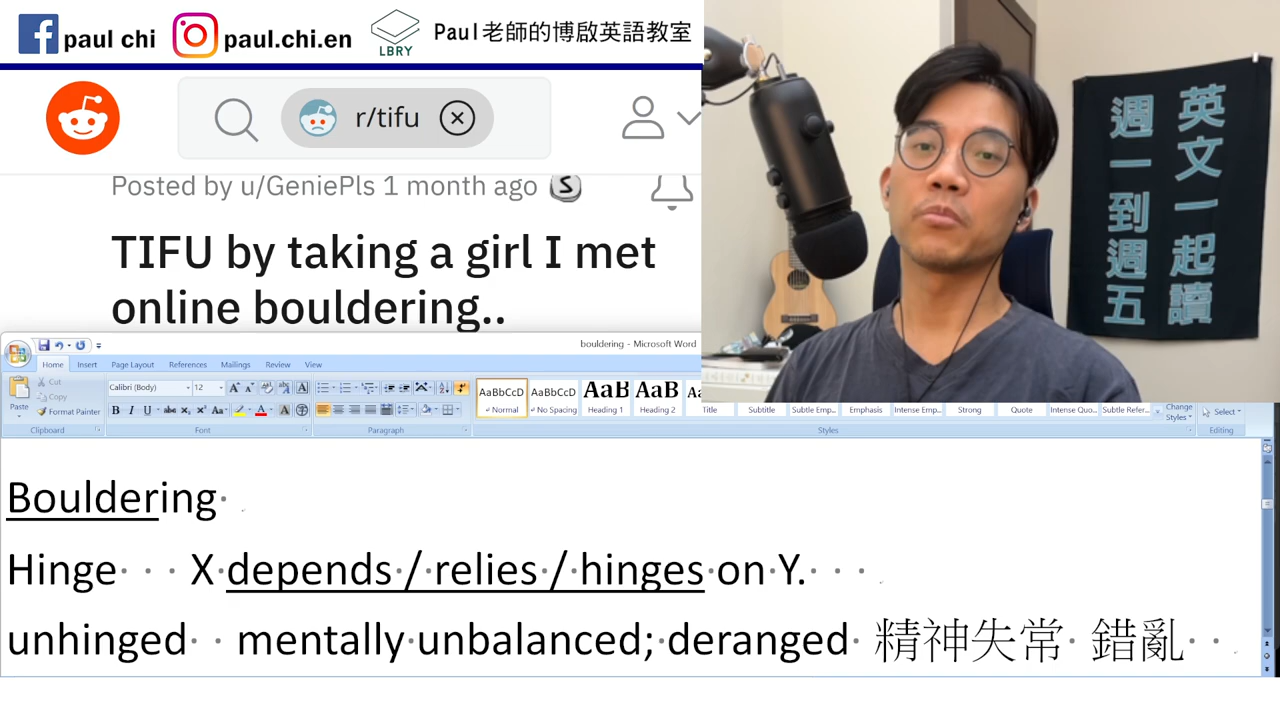 paul chi
paul.chi.en
LBRY
Paul老師的博啟英語教室
r/tifu
Posted by u/GeniePls 1 month ago
TIFU by taking a girl I met
online bouldering..
英文一起讀
週一到週五
bouldering - Microsoft Word
Home Insert Page Layout References Mailings Review View
Paste
Cut
Copy
Format Painter
Clipboard
Calibri (Body) 12
Font
Paragraph
AaBbCcD AaBbCcD AaB AaB
Normal No Spacing Heading 1 Heading 2 Title Subtitle Subtle Emp... Emphasis Intense Emp... Strong Quote Intense Quo... Subtle Refer...
Styles
Change Styles
Select
Editing
Bouldering
Hinge X depends / relies / hinges on Y.
unhinged mentally unbalanced; deranged 精神失常 錯亂